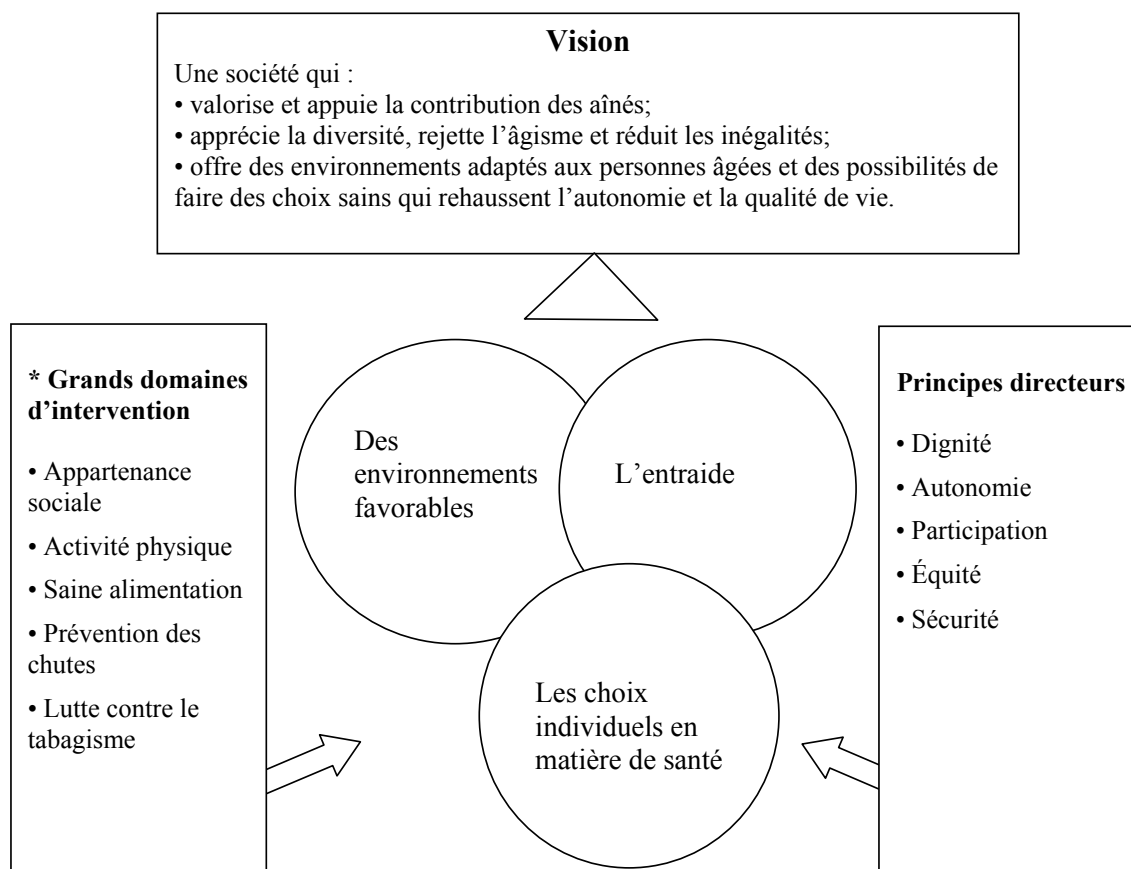 Vision
Une société qui :
• valorise et appuie la contribution des aînés;
• apprécie la diversité, rejette l’âgisme et réduit les inégalités;
• offre des environnements adaptés aux personnes âgées et des possibilités de
faire des choix sains qui rehaussent l’autonomie et la qualité de vie.
* Grands domaines
d’intervention
• Appartenance
sociale
• Activité physique
• Saine alimentation
• Prévention des
chutes
• Lutte contre le
tabagisme
Des
environnements
favorables
L’entraide
Les choix
individuels en
matière de santé
Principes directeurs
• Dignité
• Autonomie
• Participation
• Équité
• Sécurité